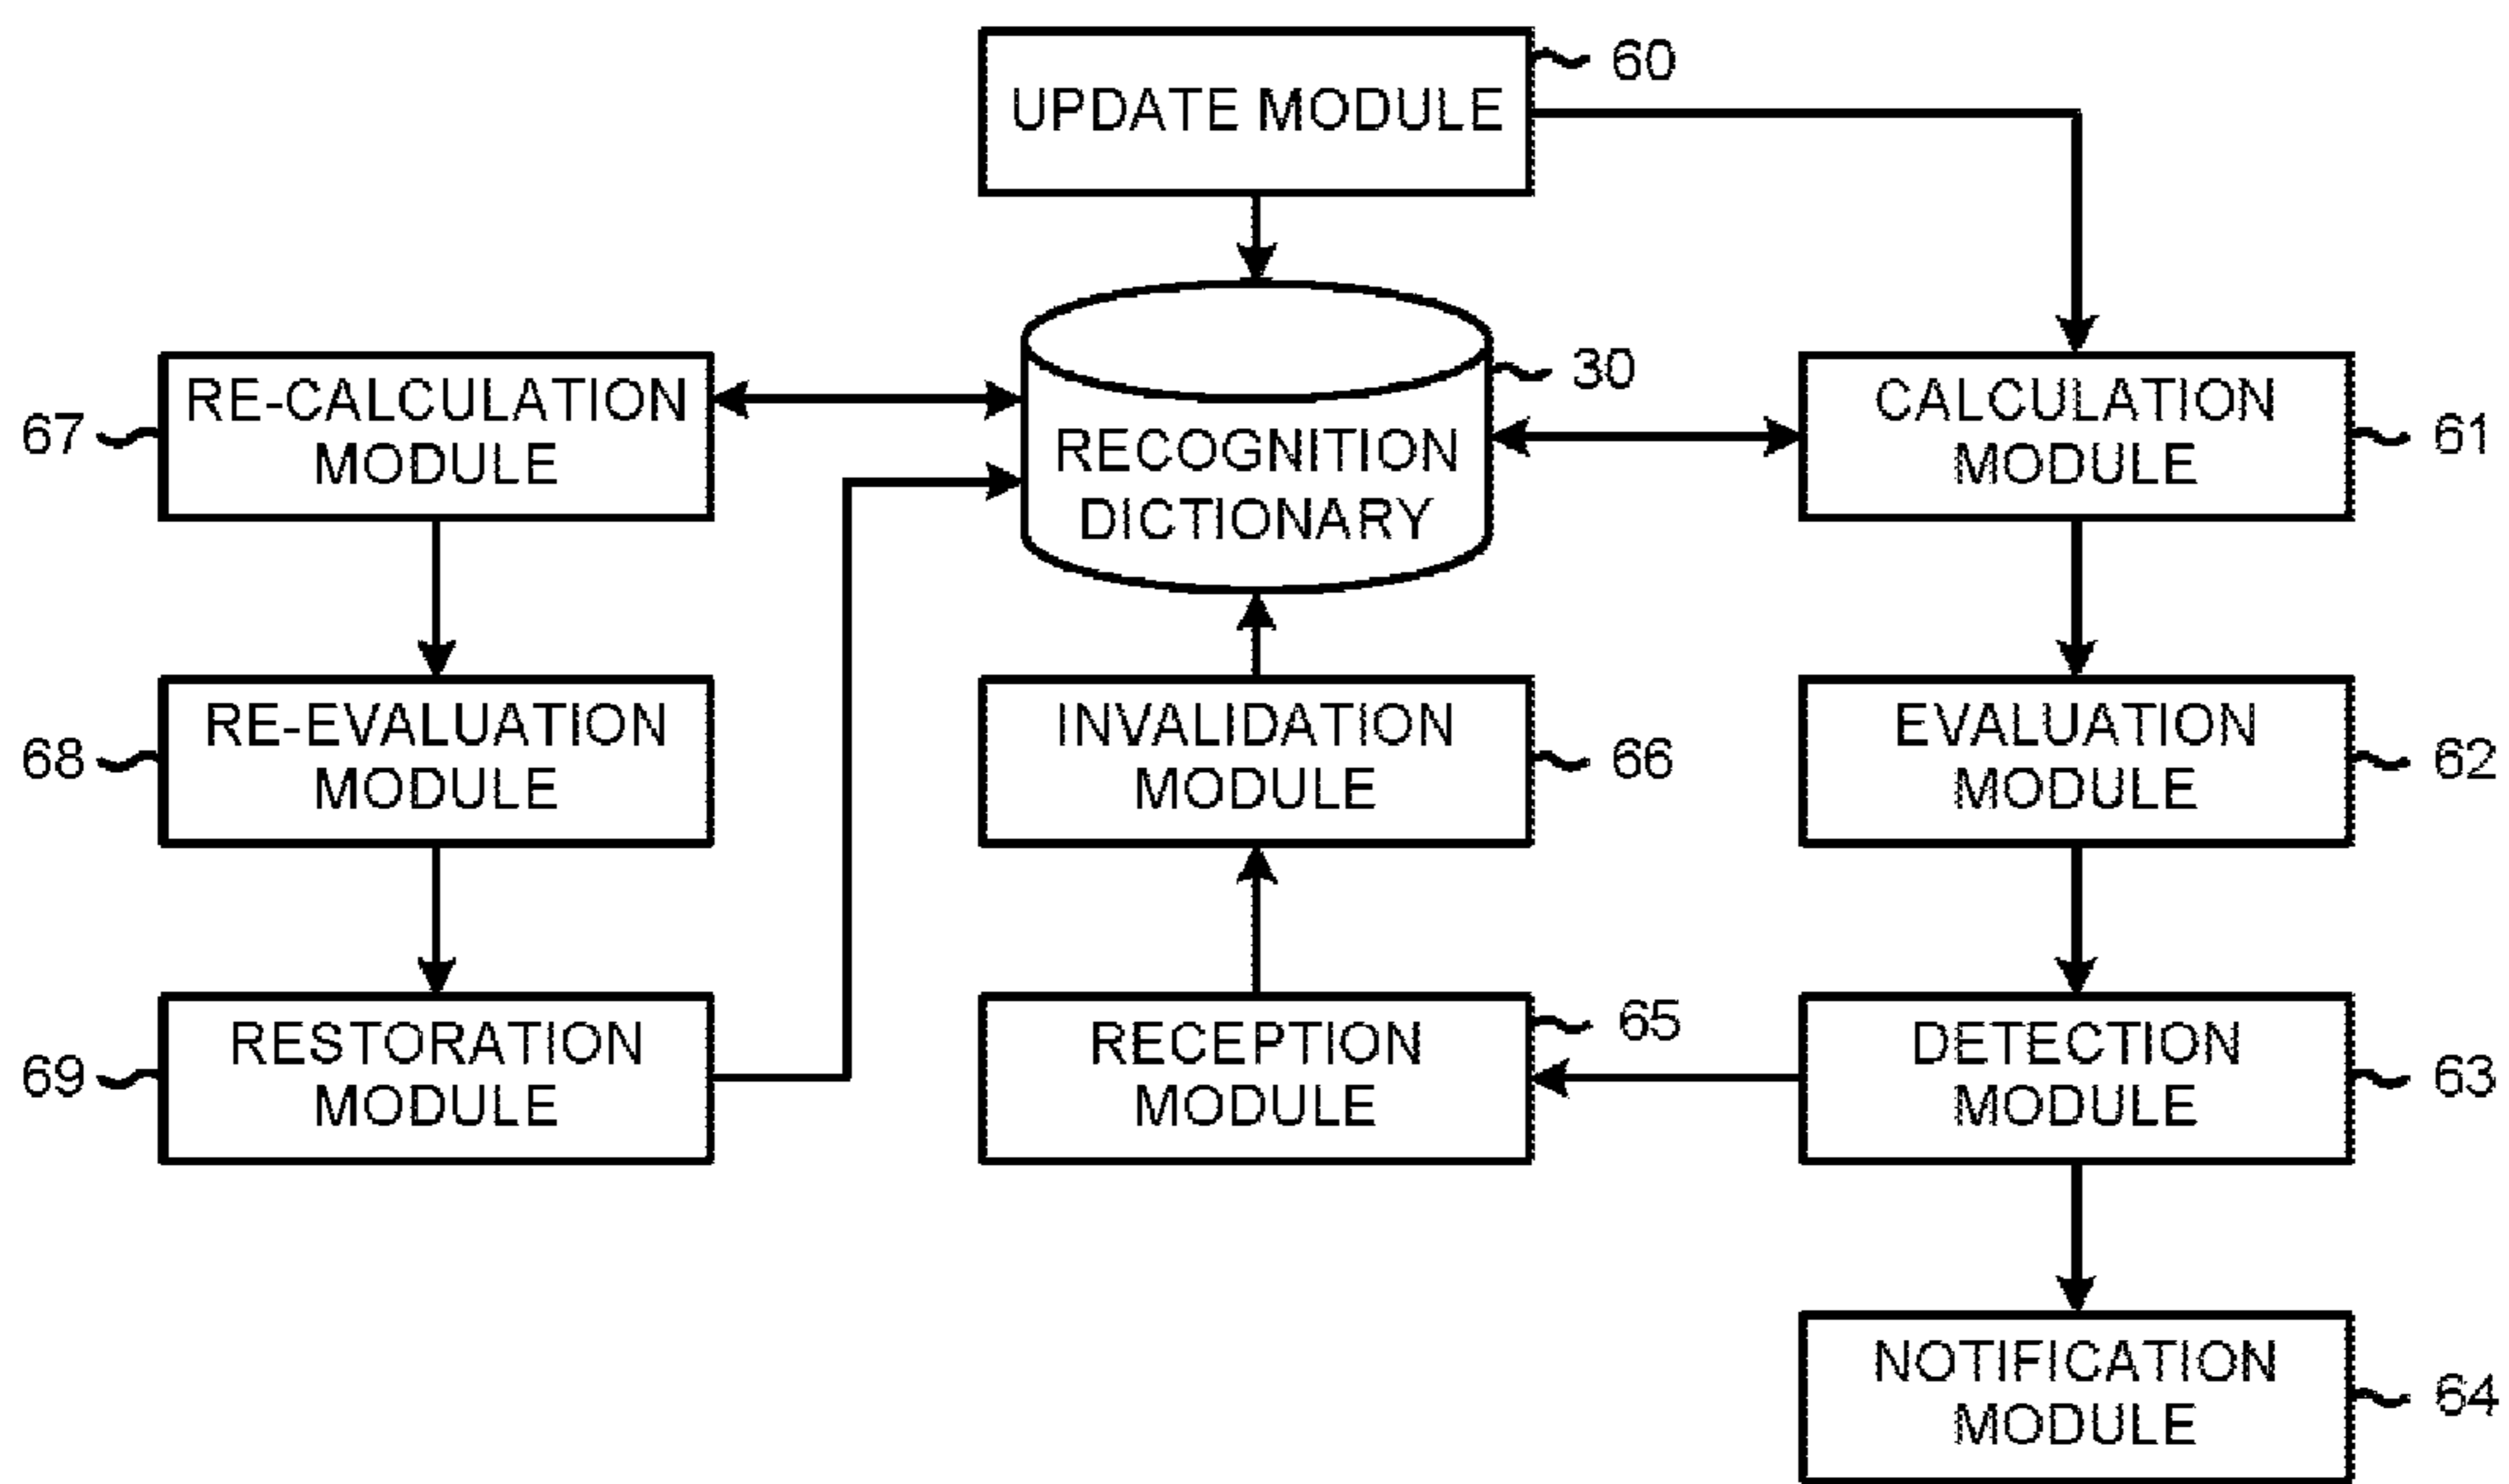 60
UPDATE MODULE
30
RECOGNITION
DICTIONARY
67
RE-CALCULATION
MODULE
CALCULATION
MODULE
61
68
RE-EVALUATION
MODULE
INVALIDATION
MODULE
66
EVALUATION
MODULE
62
69
RESTORATION
MODULE
RECEPTION
MODULE
65
DETECTION
MODULE
63
NOTIFICATION
MODULE
64